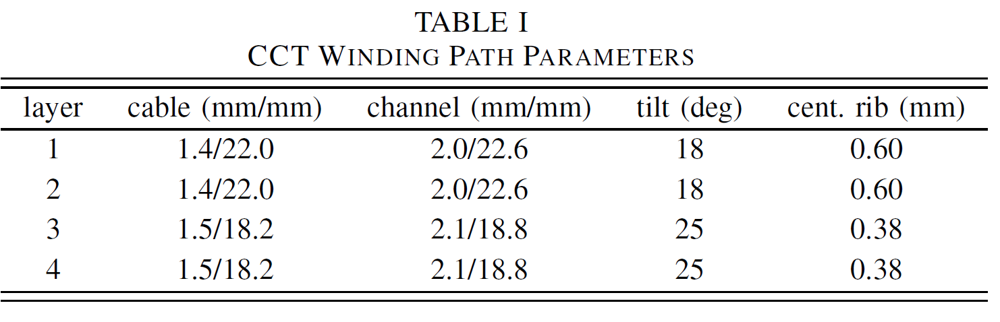 TABLE I
CCT WINDING PATH PARAMETERS
layer cable (mm/mm) channel (mm/mm) tilt (deg) cent. rib (mm)
1 1.4/22.0 2.0/22.6 18 0.60
2 1.4/22.0 2.0/22.6 18 0.60
3 1.5/18.2 2.1/18.8 25 0.38
4 1.5/18.2 2.1/18.8 25 0.38